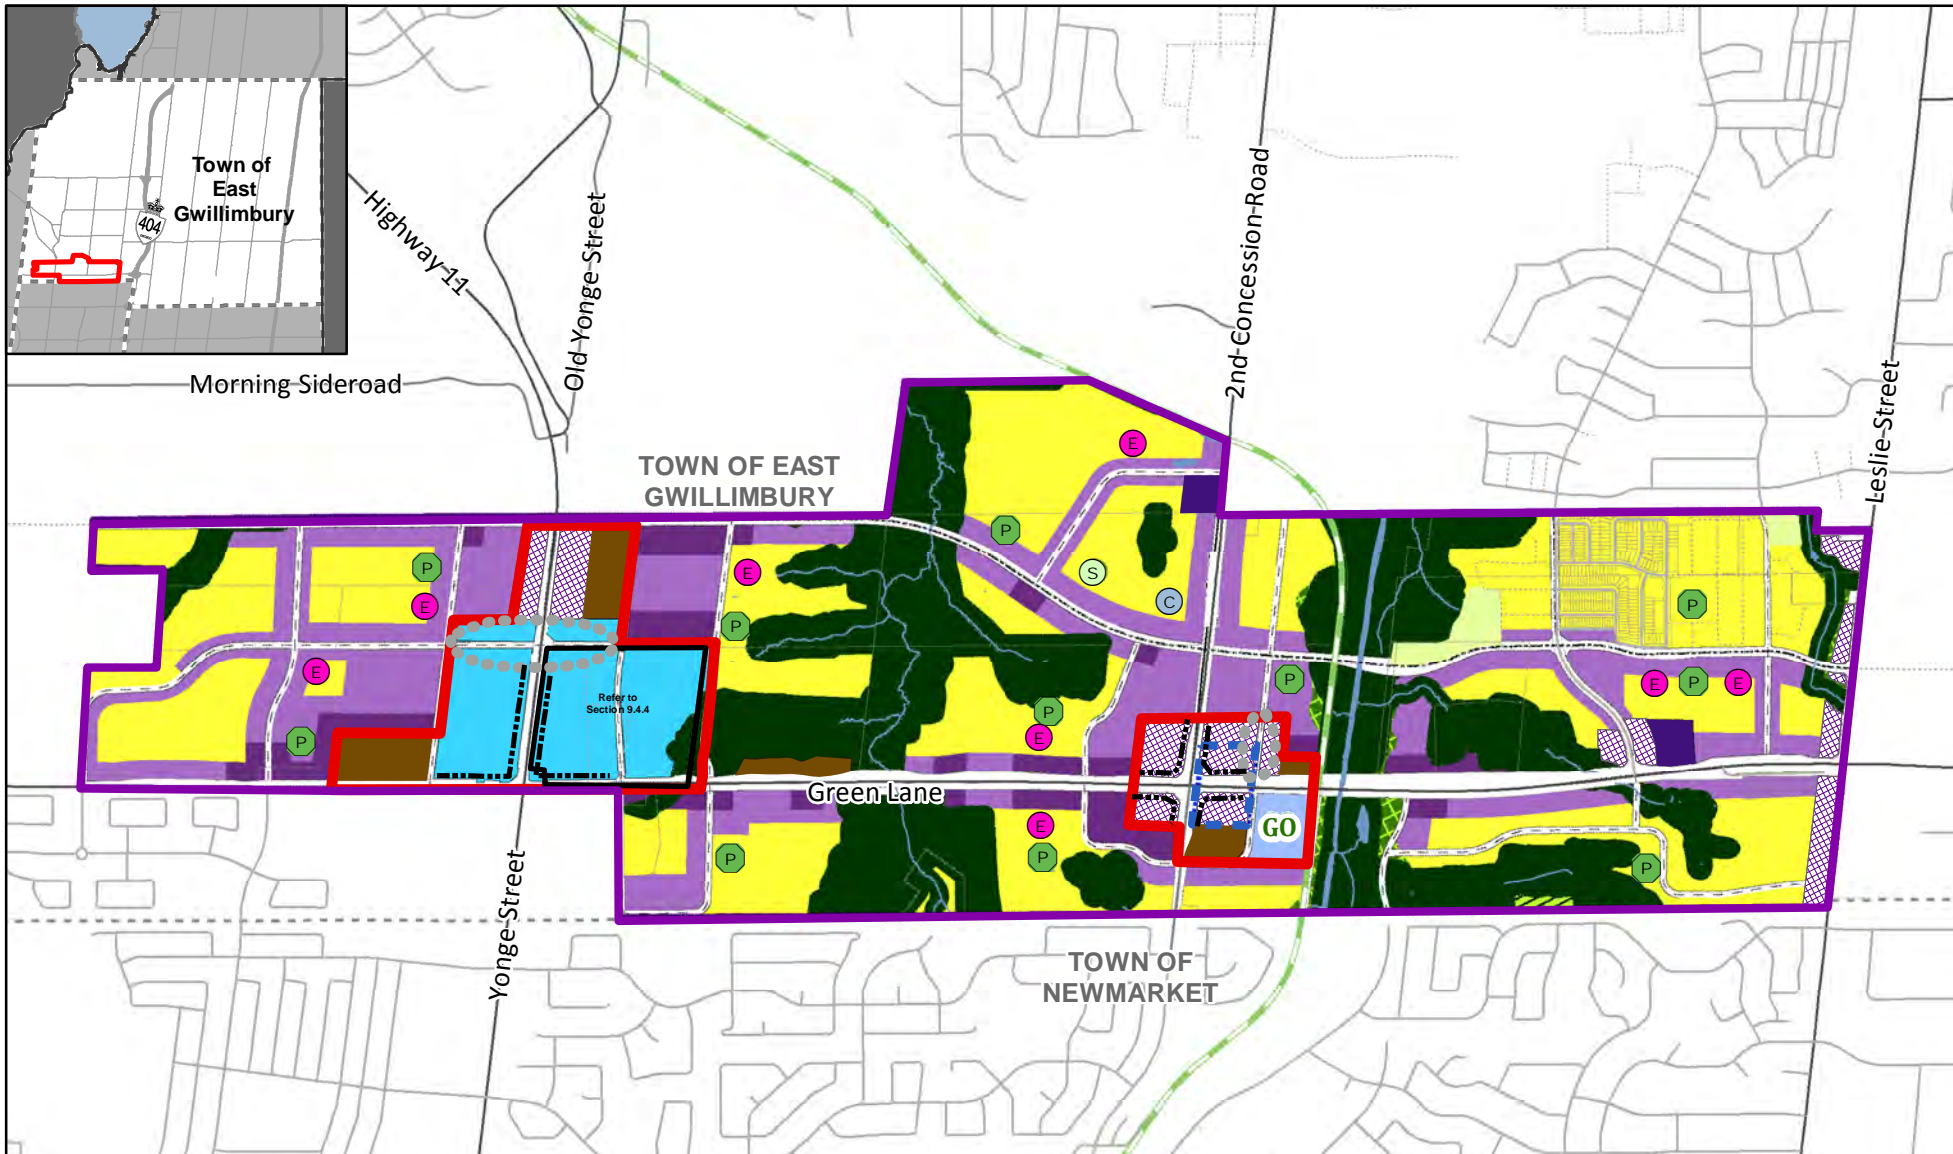 Town of
East
Gwillimbury
404
Highway 11
Old Yonge Street
2nd Concession Road
Leslie Street
Morning Sideroad
TOWN OF EAST
GWILLIMBURY
E
P
S
C
P
E
E
P
P
E
P
Refer to
Section 9.4.4
P
E
P
E
P
E
P
Green Lane
E
P
P
GO
P
Yonge Street
TOWN OF
NEWMARKET